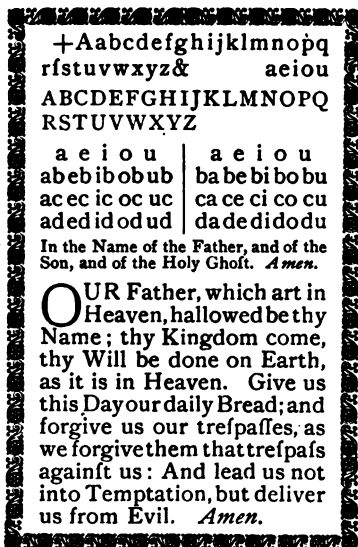 +Aabcdefghijklmnopq
rſstuvwxyz& aeiou
ABCDEFGHIJKLMNOPQ
RSTUVWXYZ
a e i o u a e i o u
ab eb ib ob ub ba be bi bo bu
ac ec ic oc uc ca ce ci co cu
ad ed id od ud da de di do du
In the Name of the Father, and of the
Son, and of the Holy Ghoſt. Amen.
OUR Father, which art in
Heaven, hallowed be thy
Name; thy Kingdom come,
thy Will be done on Earth,
as it is in Heaven. Give us
this Day our daily Bread; and
forgive us our treſpaſſes, as
we forgive them that treſpaſs
againſt us: And lead us not
into Temptation, but deliver
us from Evil. Amen.